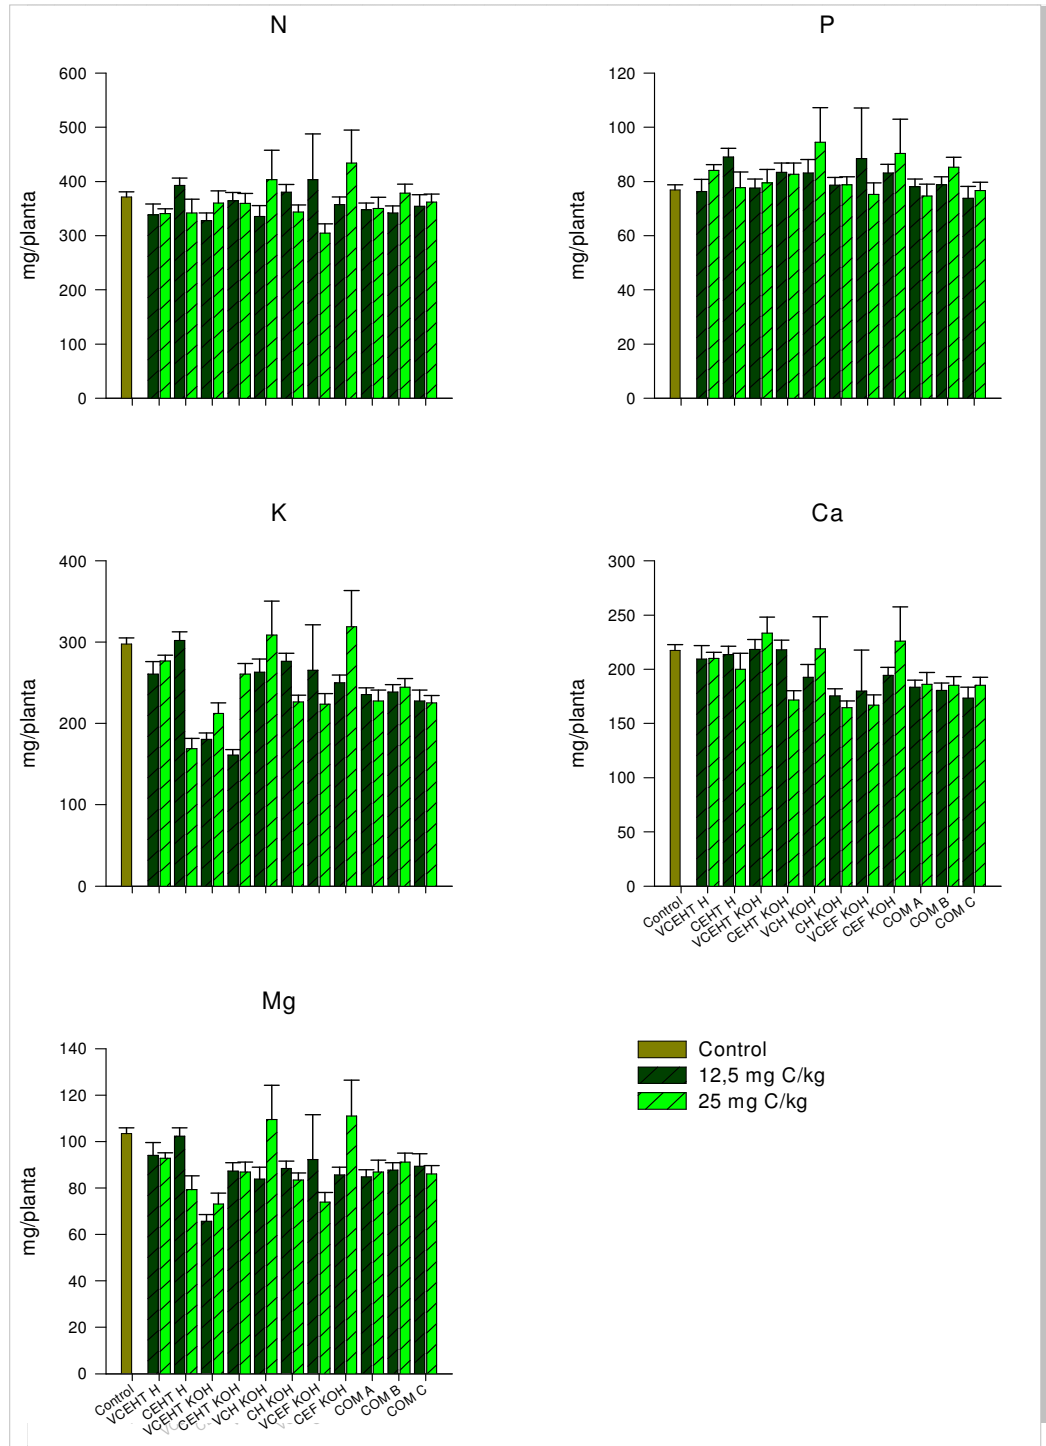 N
P
600
500
400
300
200
100
0
mg/planta
120
100
80
60
40
20
0
mg/planta
K
Ca
400
300
200
100
0
mg/planta
300
250
200
150
100
50
0
mg/planta
Control
VCEHT H
CEHT H
VCEHT KOH
CEHT KOH
VCH KOH
CH KOH
VCEF KOH
CEF KOH
COM A
COM B
COM C
Mg
140
120
100
80
60
40
20
0
mg/planta
Control
VCEHT H
CEHT H
VCEHT KOH
CEHT KOH
VCH KOH
CH KOH
VCEF KOH
CEF KOH
COM A
COM B
COM C
Control
12,5 mg C/kg
25 mg C/kg